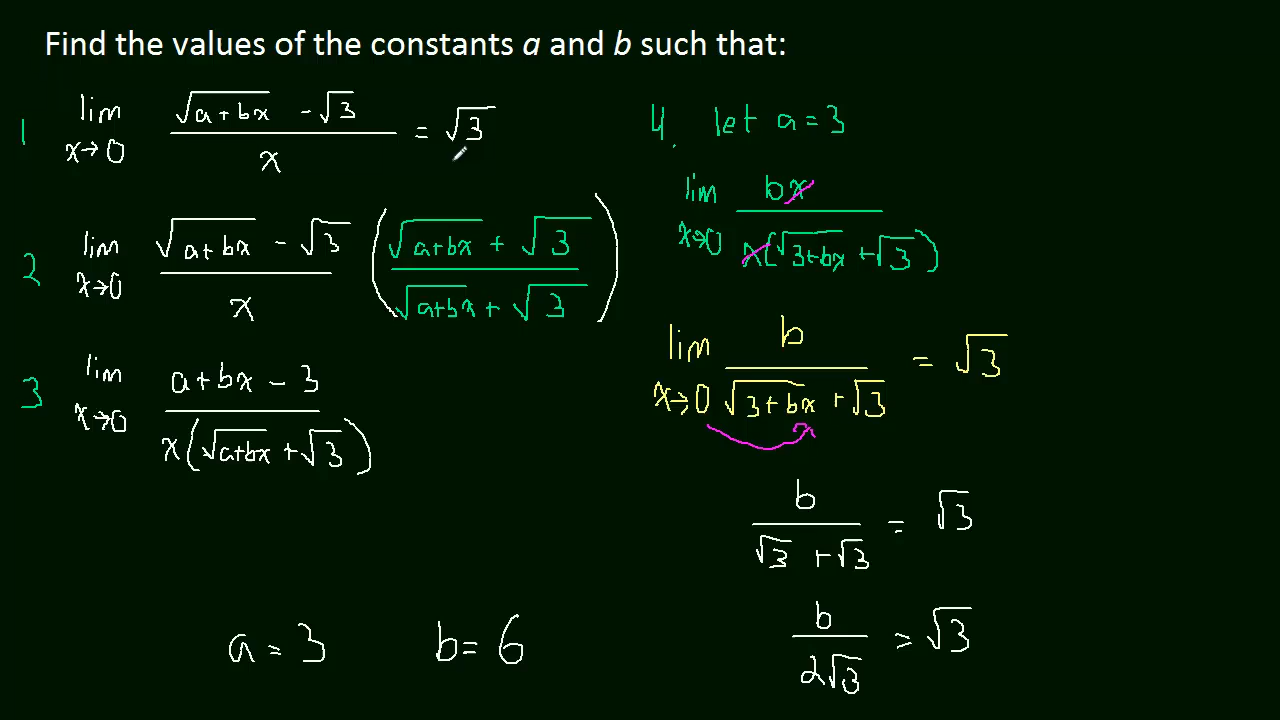 Find the values of the constants a and b such that:
1 lim x→0 (√(a+bx) - √3) / x = √3
2 lim x→0 (√(a+bx) - √3) / x ( (√(a+bx) + √3) / (√(a+bx) + √3) )
3 lim x→0 (a+bx-3) / (x(√(a+bx) + √3))
a = 3 b = 6
4. let a = 3
lim x→0 bx / (x(√(3+bx) + √3))
lim x→0 b / (√(3+bx) + √3) = √3
b / (√3 + √3) = √3
b / (2√3) = √3